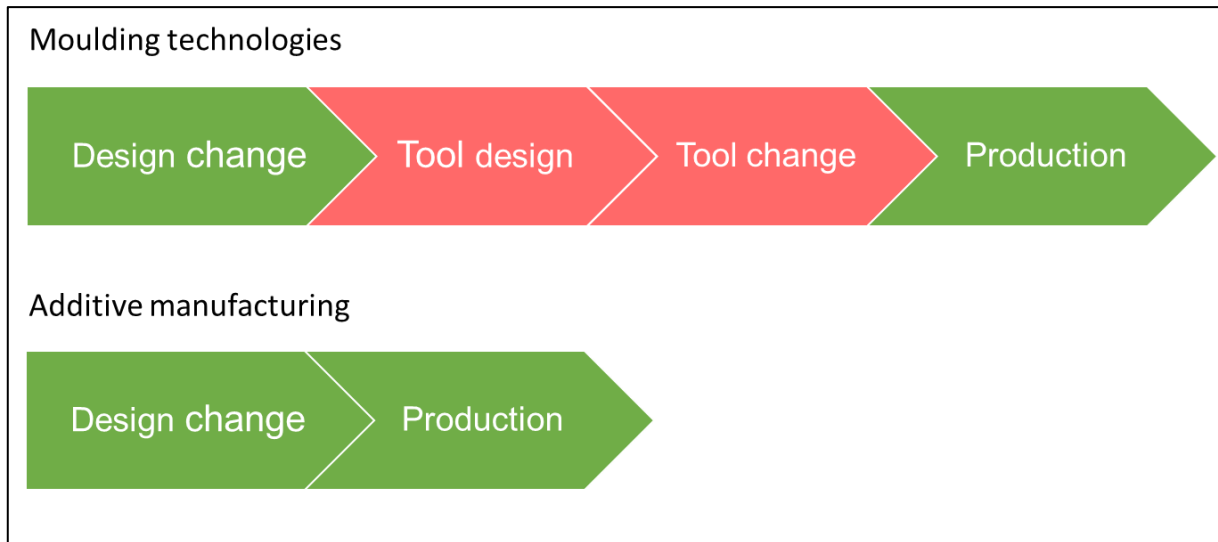 Moulding technologies
Design change
Tool design
Tool change
Production
Additive manufacturing
Design change
Production